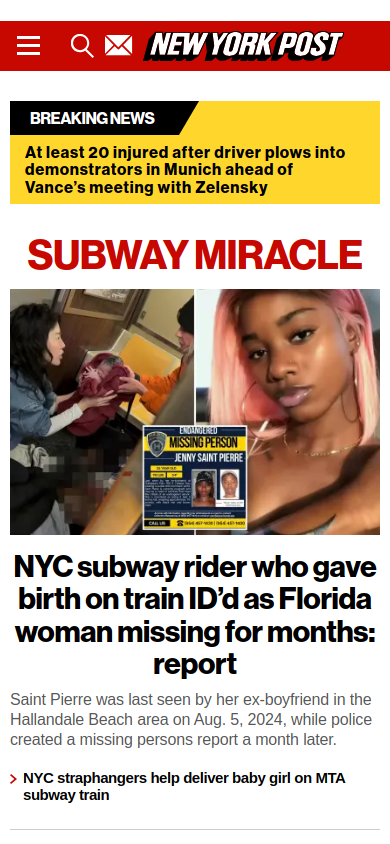 NEW YORK POST
BREAKING NEWS
At least 20 injured after driver plows into
demonstrators in Munich ahead of
Vance’s meeting with Zelensky
SUBWAY MIRACLE
ENDANGERED
MISSING PERSON
JENNY SAINT PIERRE
CALL US
NYC subway rider who gave
birth on train ID’d as Florida
woman missing for months:
report
Saint Pierre was last seen by her ex-boyfriend in the
Hallandale Beach area on Aug. 5, 2024, while police
created a missing persons report a month later.
NYC straphangers help deliver baby girl on MTA
subway train